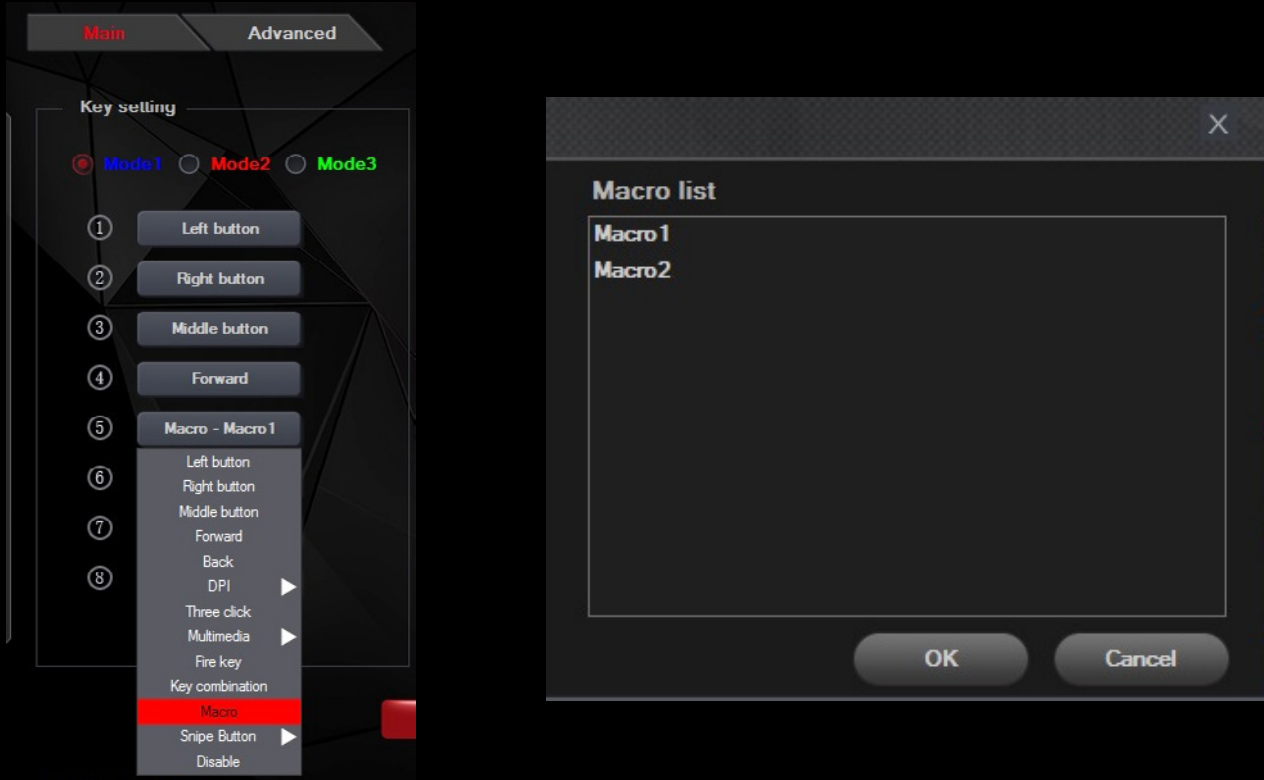 Main
Advanced
Key setting
Mode1 Mode2 Mode3
1 Left button
2 Right button
3 Middle button
4 Forward
5 Macro - Macro1
6
7
8
Left button
Right button
Middle button
Forward
Back
DPI
Three click
Multimedia
Fire key
Key combination
Macro
Snipe Button
Disable
X
Macro list
Macro1
Macro2
OK
Cancel